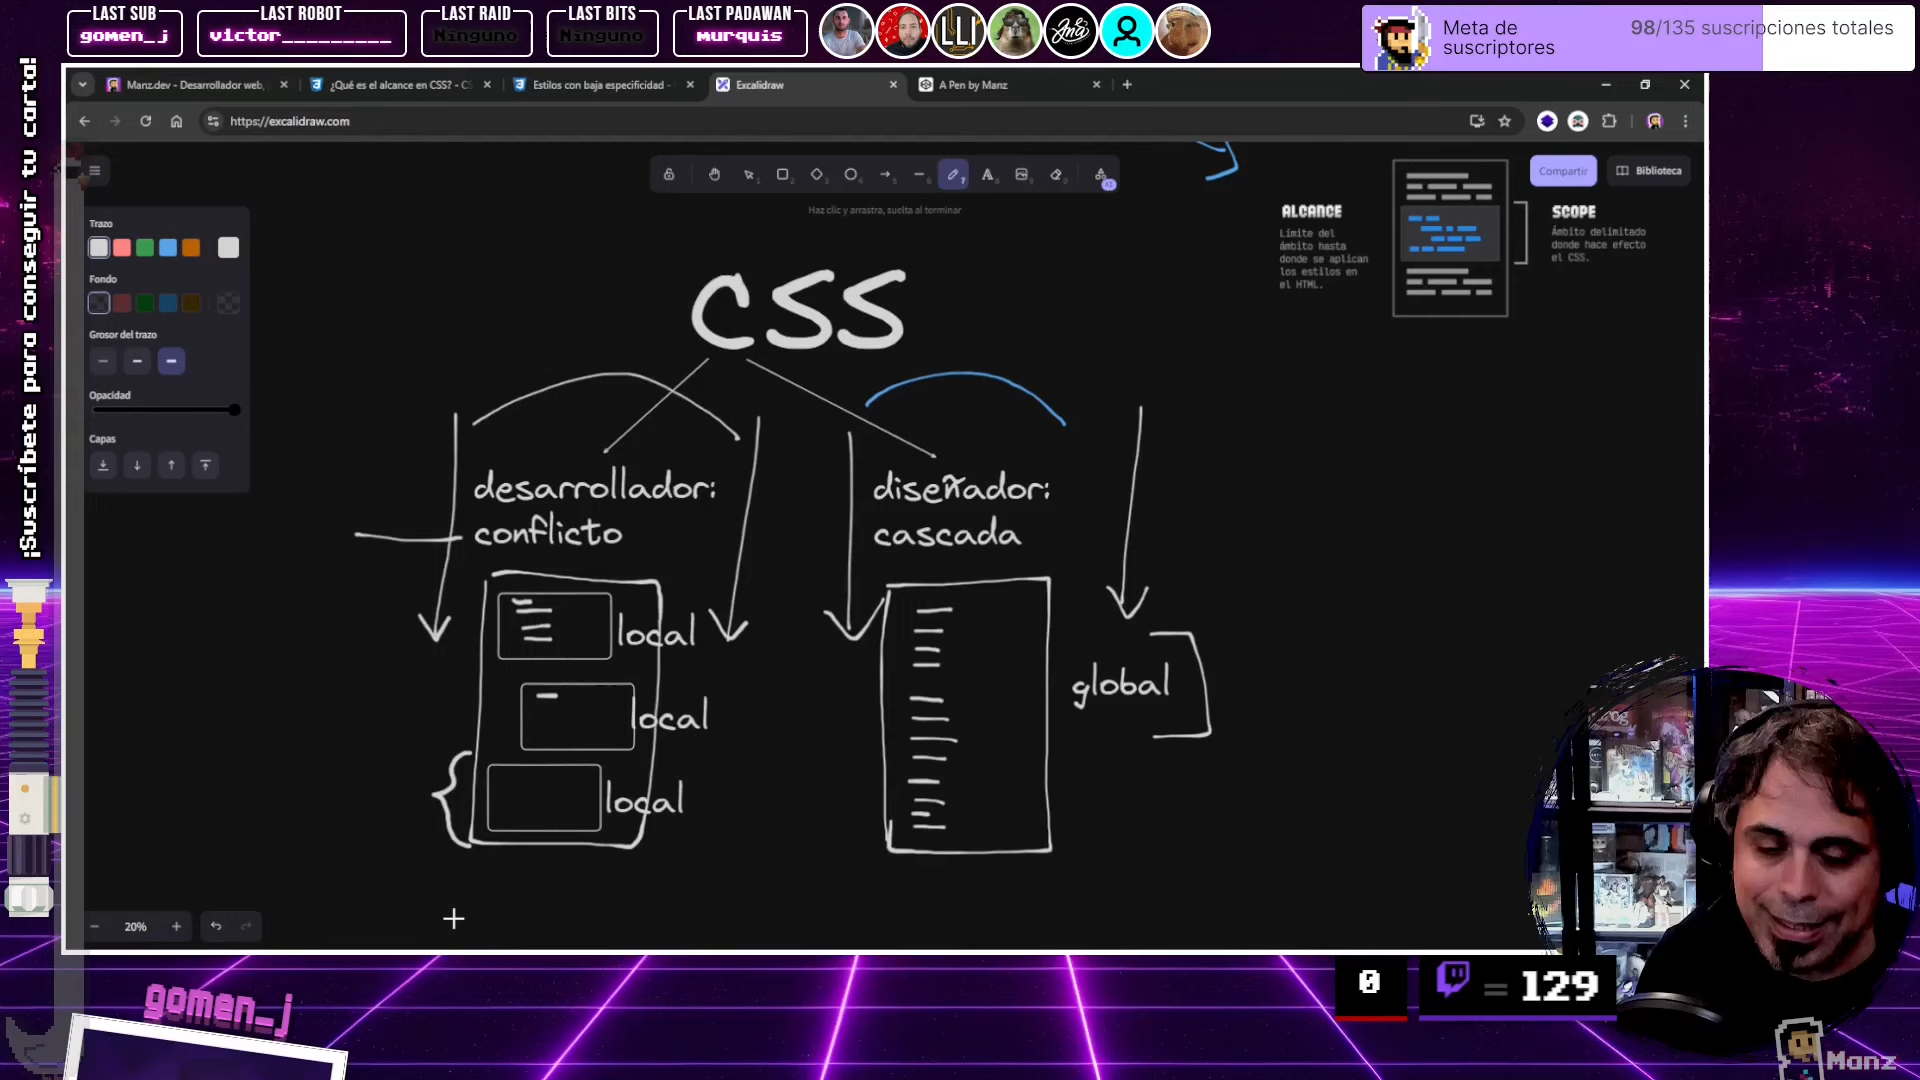 LAST SUB
gomen_j
LAST ROBOT
v1ctor_________
LAST RAID
Ninguno
LAST BITS
Ninguno
LAST PADAWAN
murquis
LLI
Meta de
suscriptores
98/135 suscripciones totales
¡Suscríbete para conseguir tu carta!
Manz.dev - Desarrollador web,
¿Qué es el alcance en CSS? - CS
Estilos con baja especificidad -
Excalidraw
A Pen by Manz
https://excalidraw.com
Haz clic y arrastra, suelta al terminar
Compartir
Biblioteca
Trazo
Fondo
Grosor del trazo
Opacidad
Capas
ALCANCE
Límite del
ámbito hasta
donde se aplican
los estilos en
el HTML.
SCOPE
Ámbito delimitado
donde hace efecto
el CSS.
CSS
desarrollador:
conflicto
diseñador:
cascada
local
local
local
global
20%
gomen_j
0
= 129
Manz